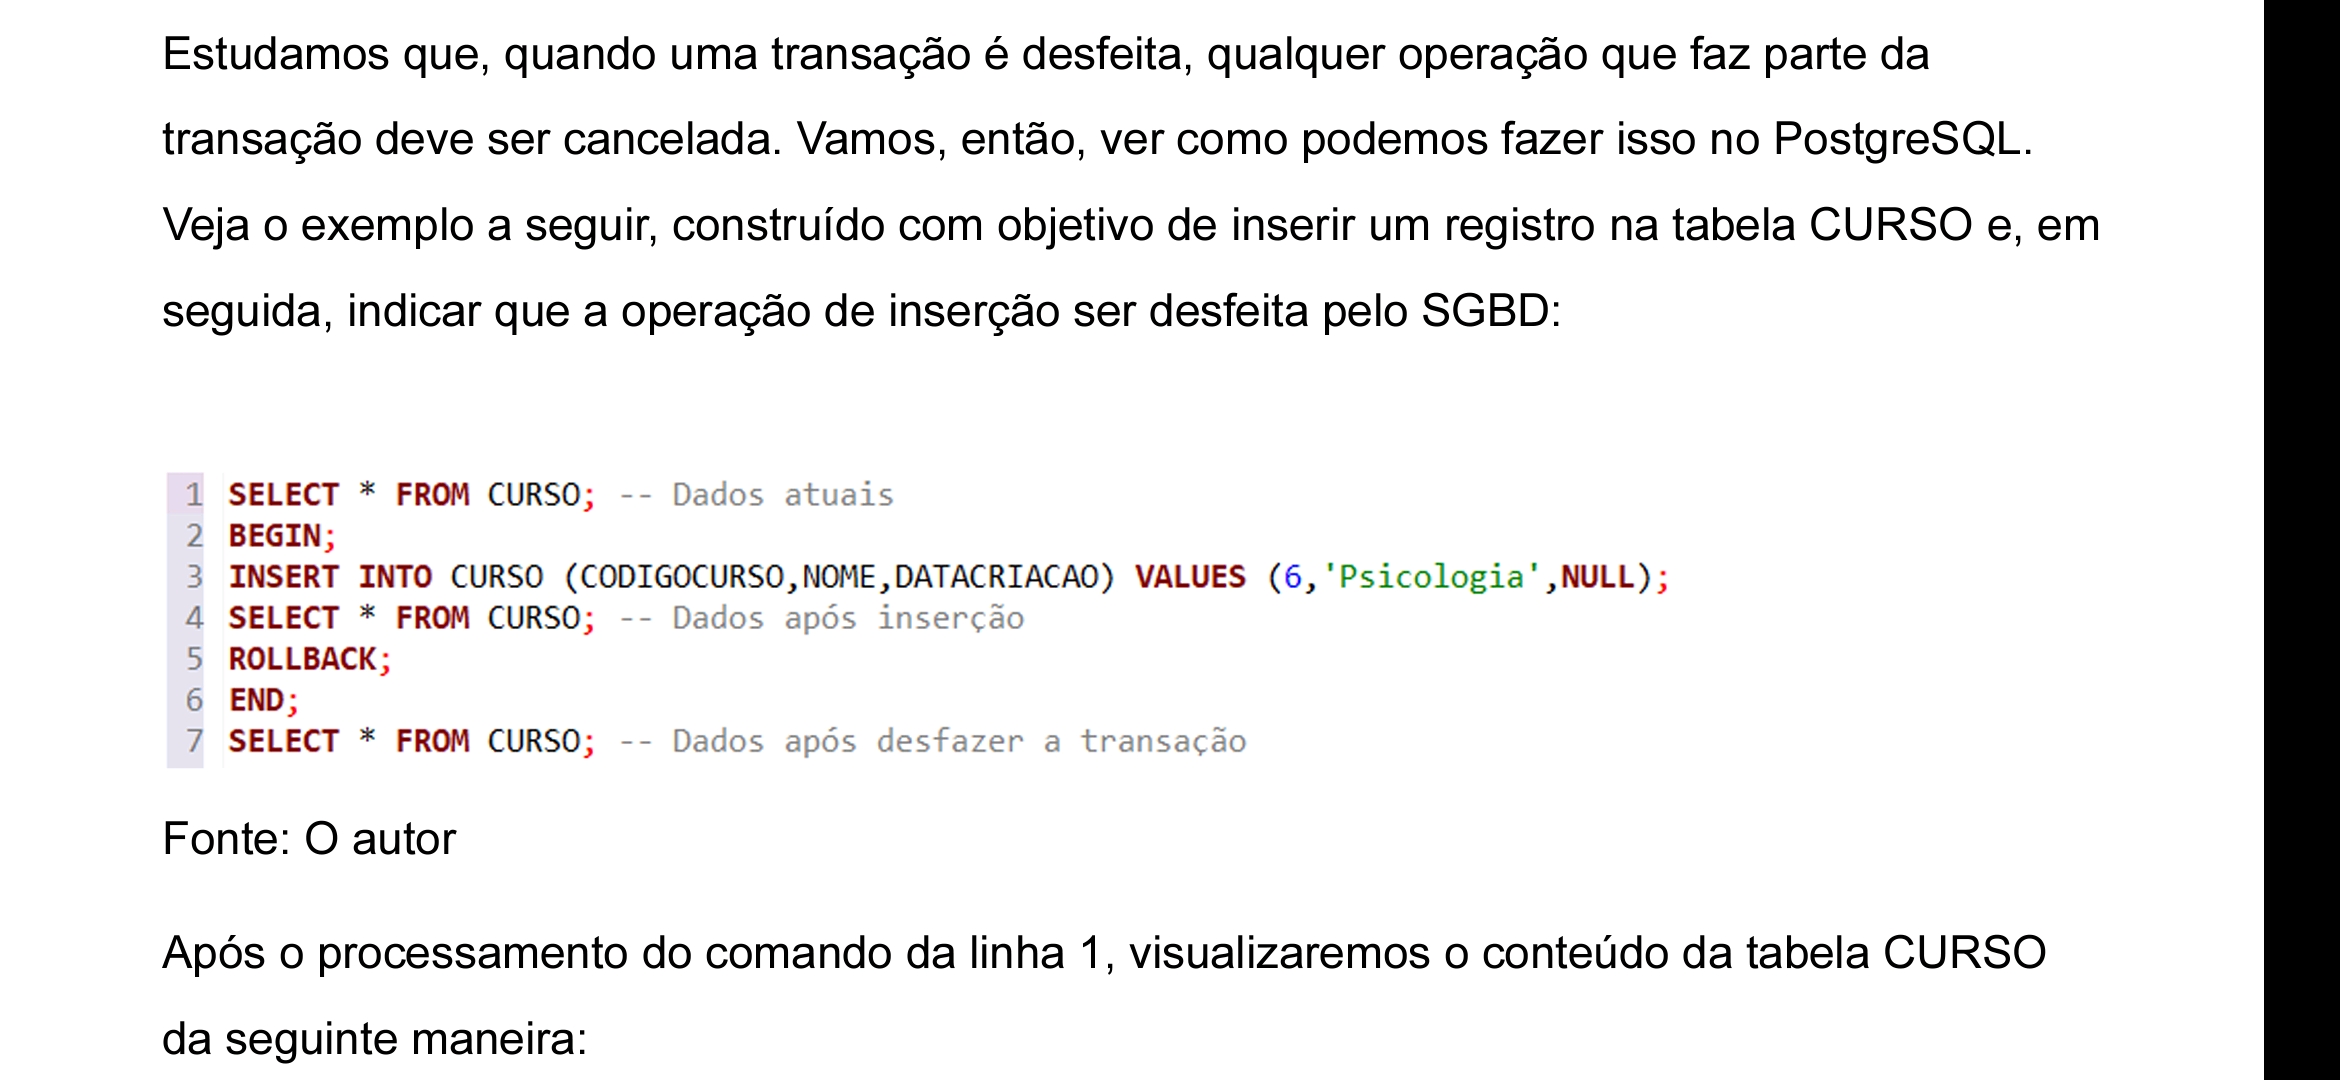 Estudamos que, quando uma transação é desfeita, qualquer operação que faz parte da
transação deve ser cancelada. Vamos, então, ver como podemos fazer isso no PostgreSQL.
Veja o exemplo a seguir, construído com objetivo de inserir um registro na tabela CURSO e, em
seguida, indicar que a operação de inserção ser desfeita pelo SGBD:
1 SELECT * FROM CURSO; -- Dados atuais
2 BEGIN;
3 INSERT INTO CURSO (CODIGOCURSO,NOME,DATACRIACAO) VALUES (6,'Psicologia',NULL);
4 SELECT * FROM CURSO; -- Dados após inserção
5 ROLLBACK;
6 END;
7 SELECT * FROM CURSO; -- Dados após desfazer a transação
Fonte: O autor
Após o processamento do comando da linha 1, visualizaremos o conteúdo da tabela CURSO
da seguinte maneira: